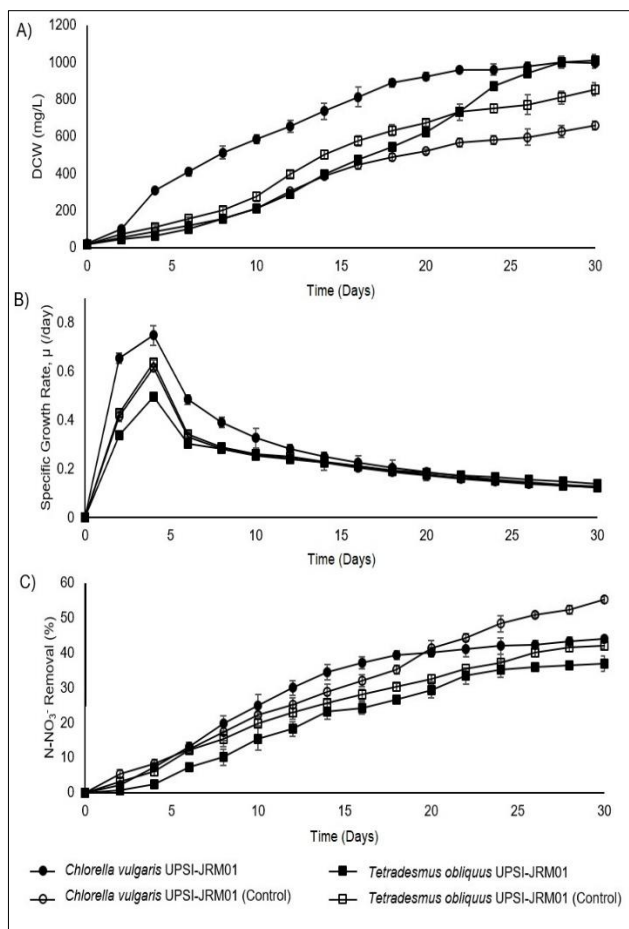 A)
1200
1000
800
600
400
200
0
DCW (mg/L)
0 5 10 15 20 25 30
Time (Days)
B)
0.8
0.6
0.4
0.2
0
Specific Growth Rate, µ (/day)
0 5 10 15 20 25 30
Time (Days)
C)
60
50
40
30
20
10
0
N-NO₃⁻ Removal (%)
0 5 10 15 20 25 30
Time (Days)
Chlorella vulgaris UPSI-JRM01 Tetradesmus obliquus UPSI-JRM01
Chlorella vulgaris UPSI-JRM01 (Control) Tetradesmus obliquus UPSI-JRM01 (Control)